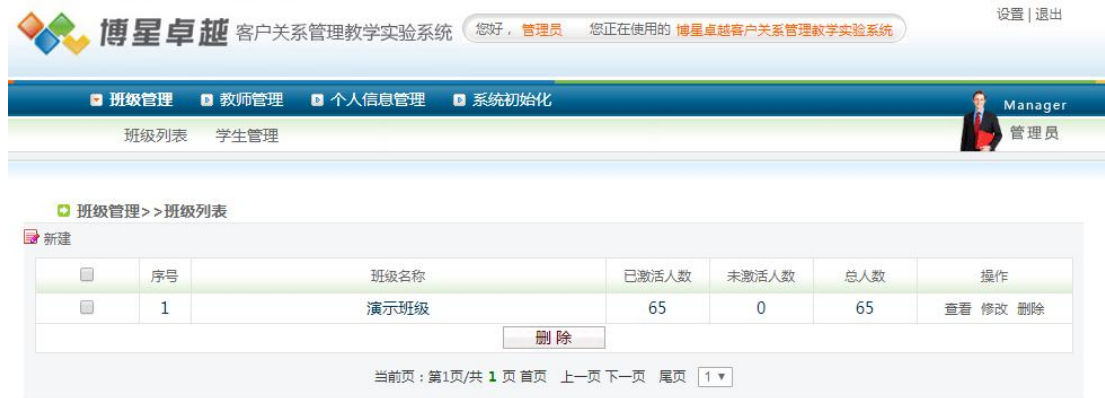 设置 | 退出
博星卓越 客户关系管理教学实验系统 您好，管理员 您正在使用的 博星卓越客户关系管理教学实验系统
班级管理 教师管理 个人信息管理 系统初始化
Manager
班级列表 学生管理
管理员
班级管理>>班级列表
新建
序号 班级名称 已激活人数 未激活人数 总人数 操作
1 演示班级 65 0 65 查看 修改 删除
删 除
当前页：第1页/共 1 页 首页 上一页 下一页 尾页 1